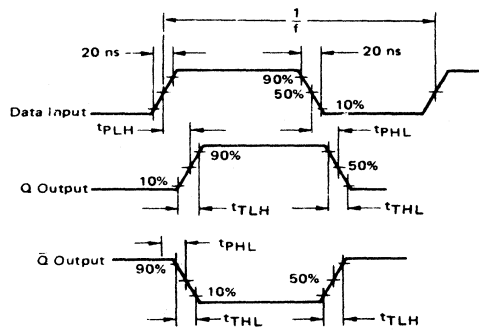 1
f
20 ns
20 ns
90%
50%
10%
Data Input
tPLH
tPHL
90%
50%
10%
Q Output
tTLH
tTHL
tPHL
Q̄ Output
90%
50%
10%
tTHL
tTLH